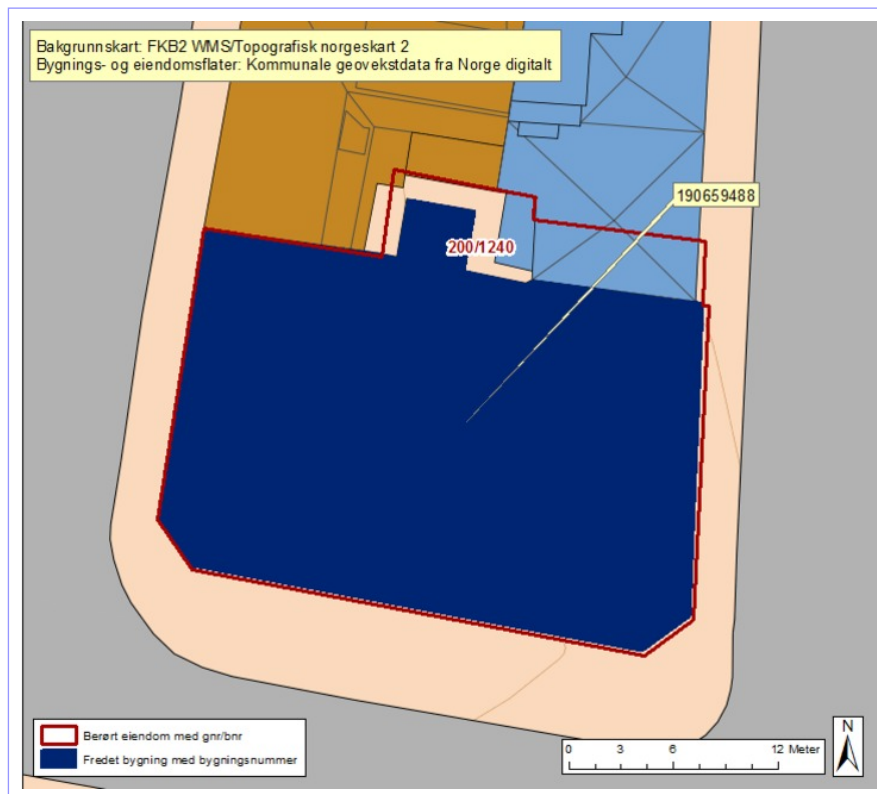 Bakgrunnskart: FKB2 WMS/Topografisk norgeskart 2
Bygnings- og eiendomsflater: Kommunale geovekstdata fra Norge digitalt
190659488
200/1240
Berørt eiendom med gnr/bnr
Fredet bygning med bygningsnummer
0 3 6 12 Meter
N